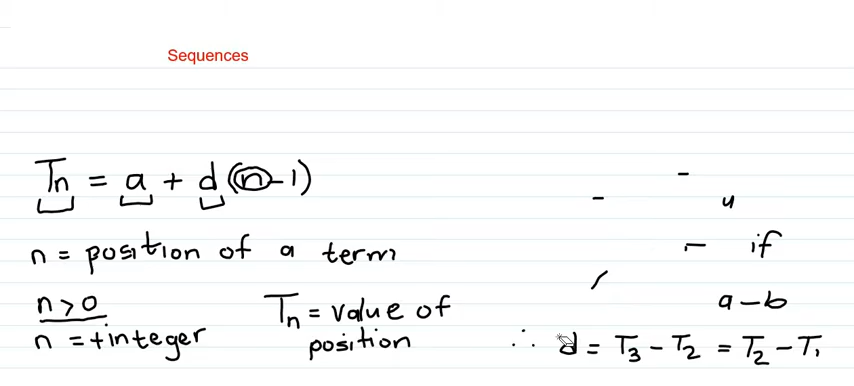 Sequences
Tn = a + d(n-1)
n = position of a term
n > 0
n = + integer
Tn = value of
position
if
a - b
∴ d = T3 - T2 = T2 - T1